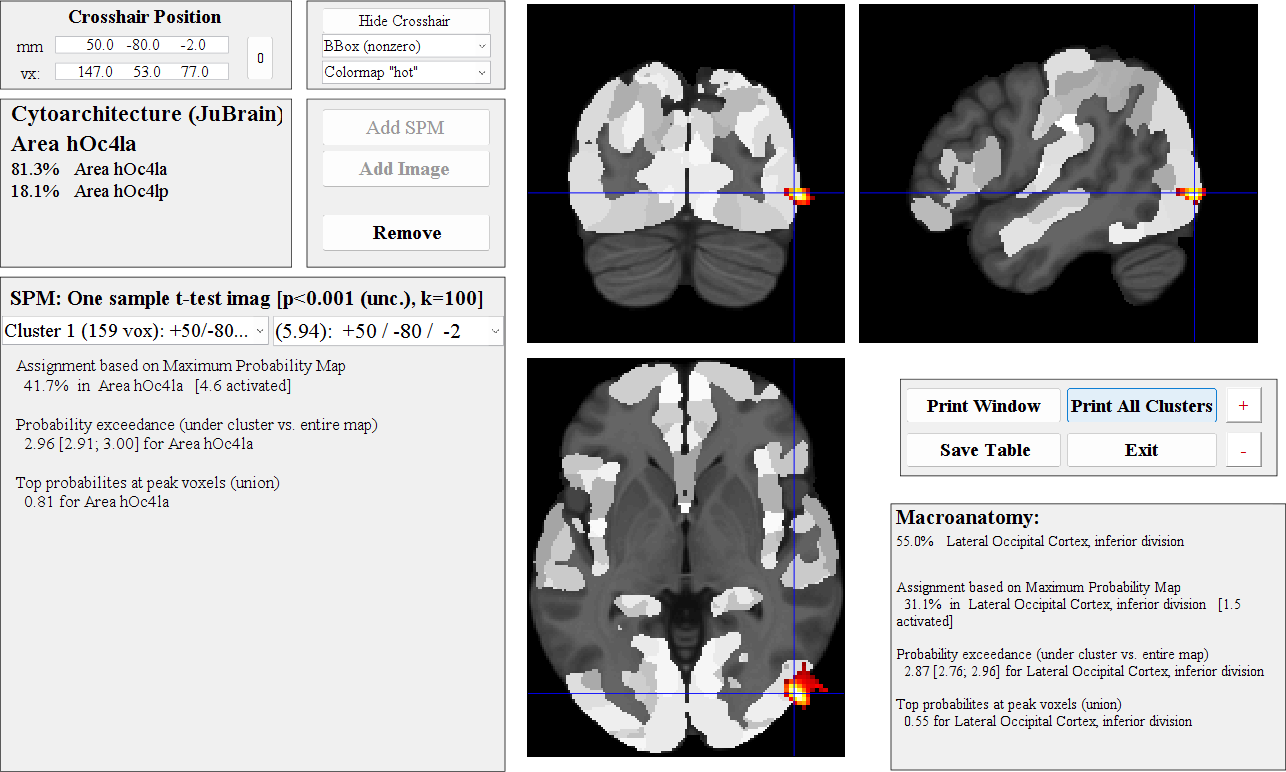 Crosshair Position
mm 50.0 -80.0 -2.0
vx: 147.0 53.0 77.0
0
Hide Crosshair
BBox (nonzero)
Colormap "hot"
Cytoarchitecture (JuBrain)
Area hOc4la
81.3% Area hOc4la
18.1% Area hOc4lp
Add SPM
Add Image
Remove
SPM: One sample t-test imag [p<0.001 (unc.), k=100]
Cluster 1 (159 vox): +50/-80...
(5.94): +50 / -80 / -2
Assignment based on Maximum Probability Map
41.7% in Area hOc4la [4.6 activated]
Probability exceedance (under cluster vs. entire map)
2.96 [2.91; 3.00] for Area hOc4la
Top probabilites at peak voxels (union)
0.81 for Area hOc4la
Print Window
Print All Clusters
+
Save Table
Exit
-
Macroanatomy:
55.0% Lateral Occipital Cortex, inferior division
Assignment based on Maximum Probability Map
31.1% in Lateral Occipital Cortex, inferior division [1.5
activated]
Probability exceedance (under cluster vs. entire map)
2.87 [2.76; 2.96] for Lateral Occipital Cortex, inferior division
Top probabilites at peak voxels (union)
0.55 for Lateral Occipital Cortex, inferior division